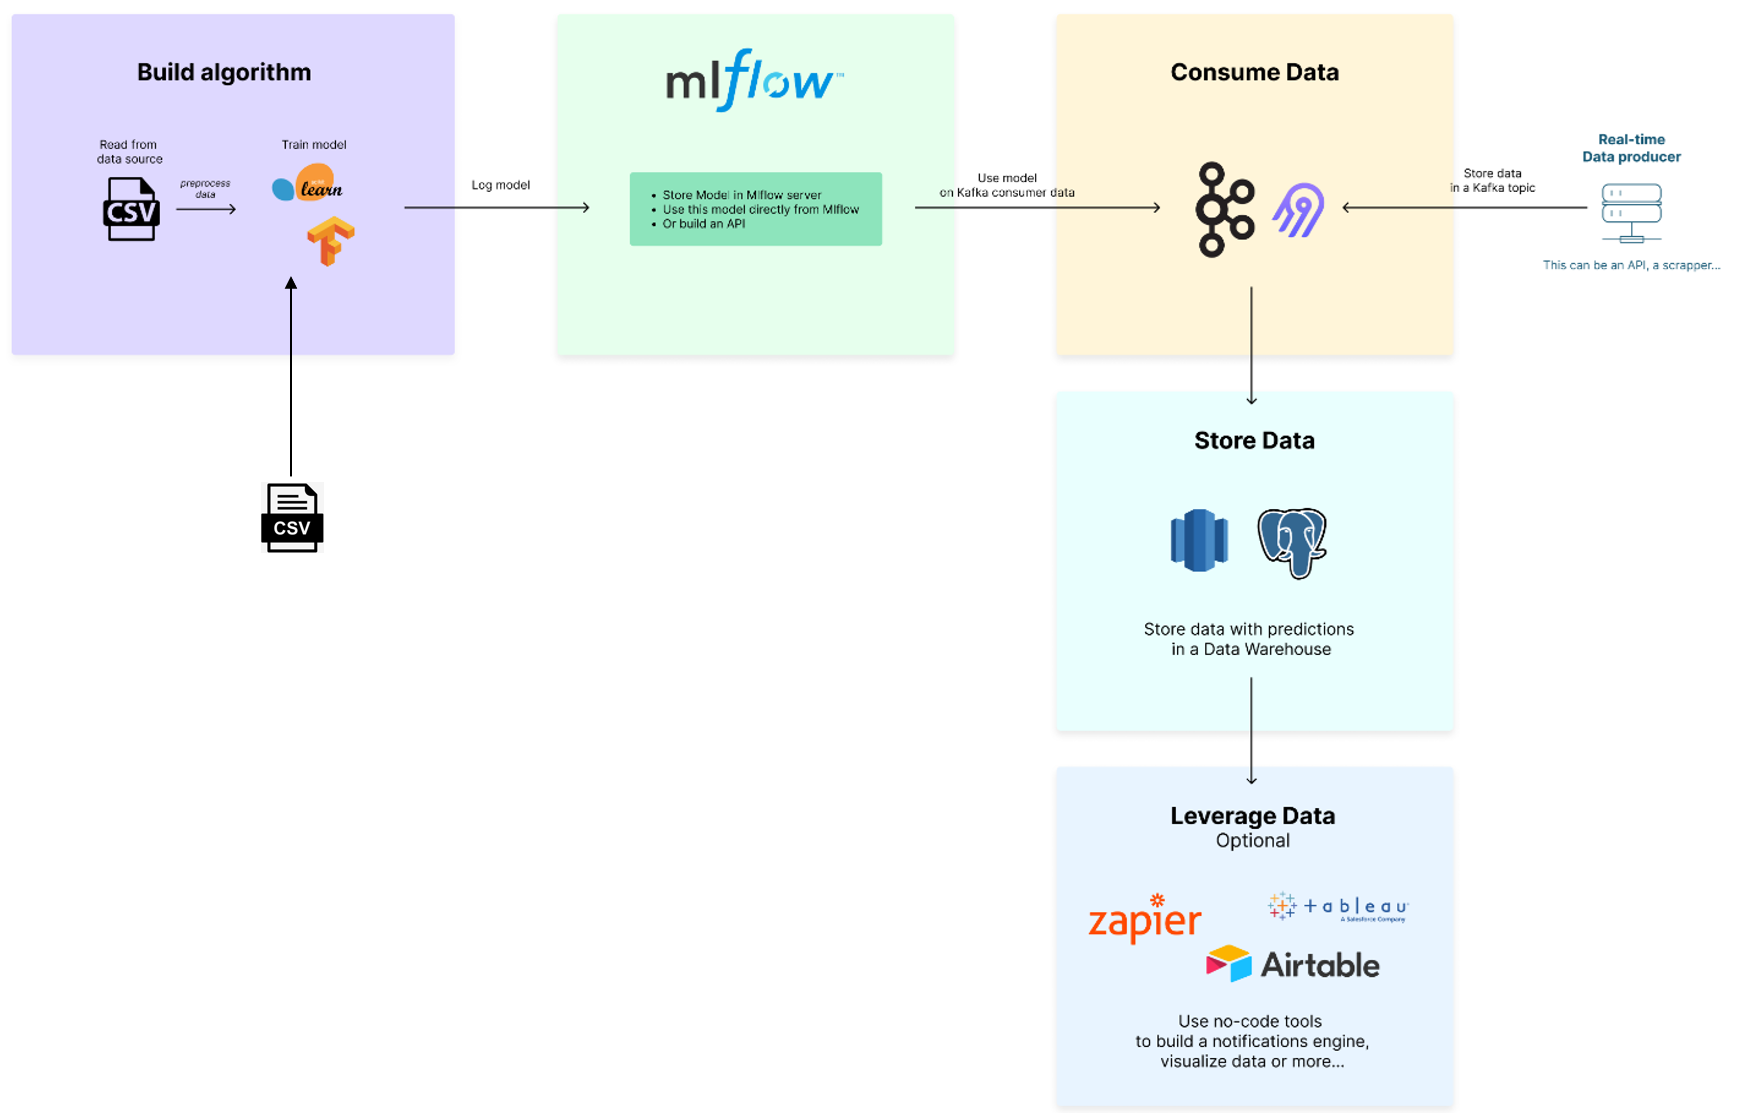 Build algorithm
Read from
data source
CSV
preprocess
data
Train model
learn
CSV
Log model
mlflow™
• Store Model in Mlflow server
• Use this model directly from Mlflow
• Or build an API
Use model
on Kafka consumer data
Consume Data
Store data
in a Kafka topic
Real-time
Data producer
This can be an API, a scrapper...
Store Data
Store data with predictions
in a Data Warehouse
Leverage Data
Optional
zapier
+ableau
A Salesforce Company
Airtable
Use no-code tools
to build a notifications engine,
visualize data or more...